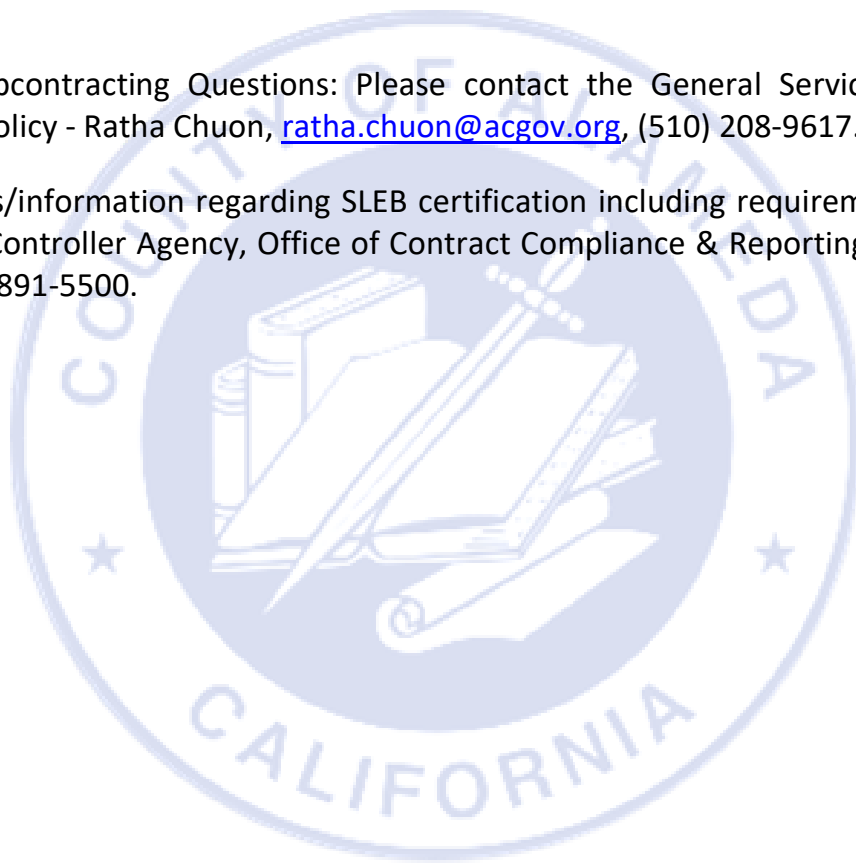 bcontracting Questions: Please contact the General Servic
olicy - Ratha Chuon, ratha.chuon@acgov.org, (510) 208-9617.
s/information regarding SLEB certification including requirem
Controller Agency, Office of Contract Compliance & Reporting
891-5500.
COUNTY OF ALAMEDA
CALIFORNIA